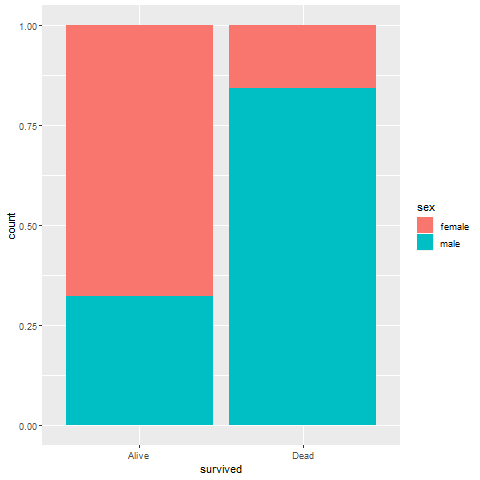 1.00
0.75
0.50
0.25
0.00
count
Alive
Dead
survived
sex
female
male